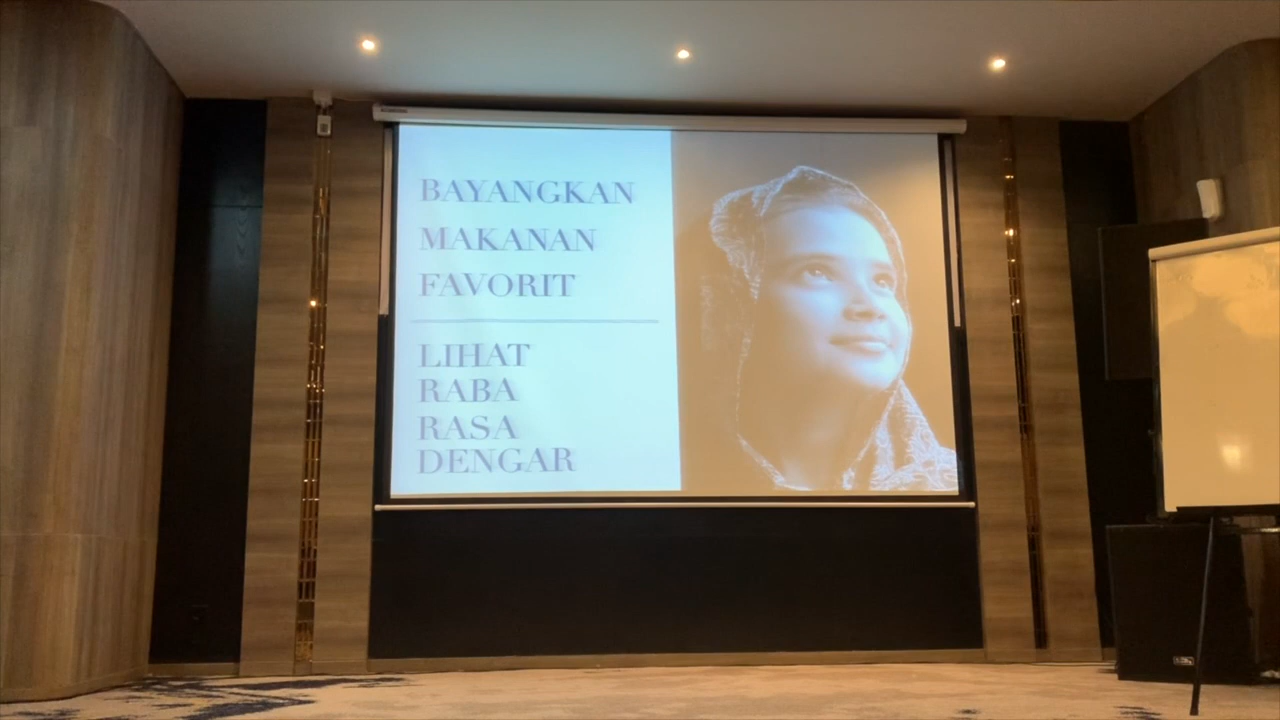 BAYANGKAN
MAKANAN
FAVORIT
LIHAT
RABA
RASA
DENGAR